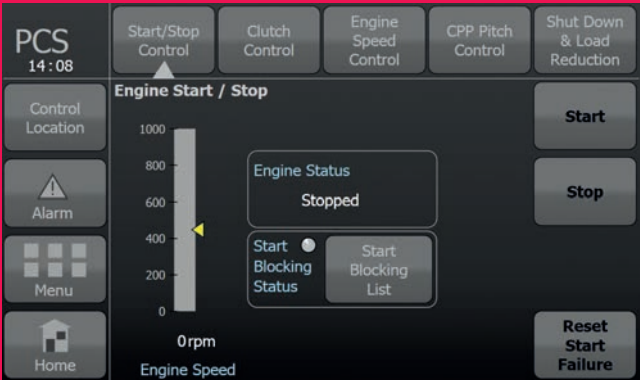 PCS
14:08
Start/Stop
Control
Clutch
Control
Engine
Speed
Control
CPP Pitch
Control
Shut Down
& Load
Reduction
Control
Location
Alarm
Menu
Home
Engine Start / Stop
1000
800
600
400
200
0
0 rpm
Engine Speed
Engine Status
Stopped
Start
Blocking
Status
Start
Blocking
List
Start
Stop
Reset
Start
Failure